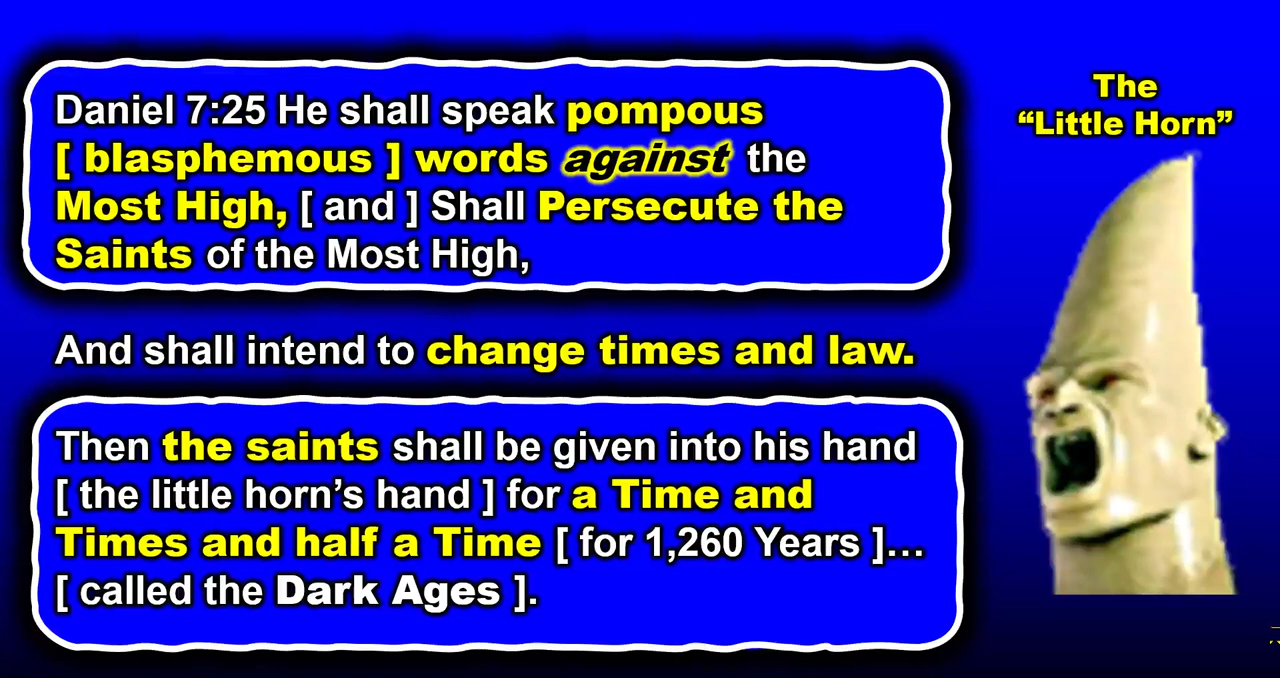 Daniel 7:25 He shall speak pompous
[ blasphemous ] words against the
Most High, [ and ] Shall Persecute the
Saints of the Most High,
And shall intend to change times and law.
Then the saints shall be given into his hand
[ the little horn’s hand ] for a Time and
Times and half a Time [ for 1,260 Years ]…
[ called the Dark Ages ].
The
“Little Horn”